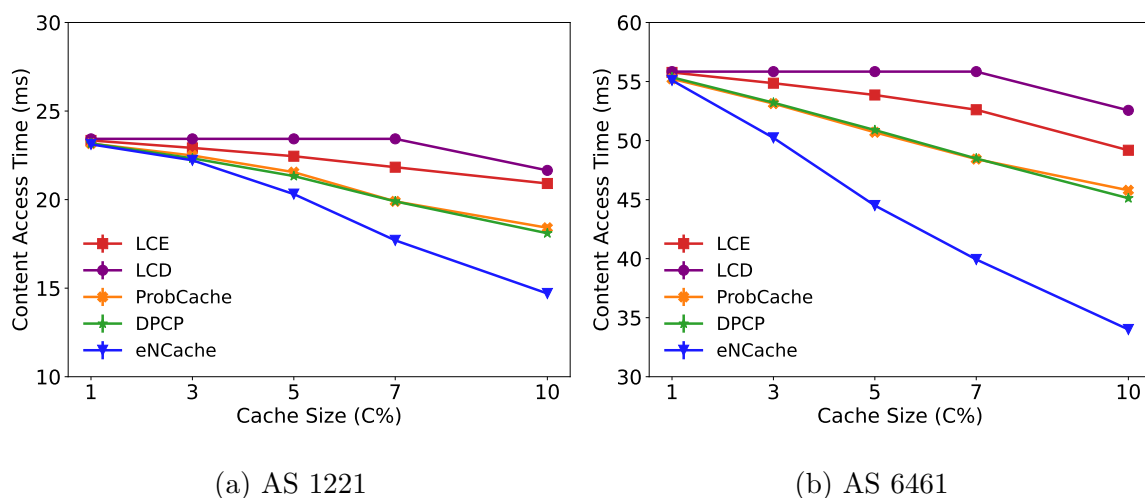 30
25
20
15
10
Content Access Time (ms)
LCE
LCD
ProbCache
DPCP
eNCache
1 3 5 7 10
Cache Size (C%)
(a) AS 1221
60
55
50
45
40
35
30
Content Access Time (ms)
LCE
LCD
ProbCache
DPCP
eNCache
1 3 5 7 10
Cache Size (C%)
(b) AS 6461